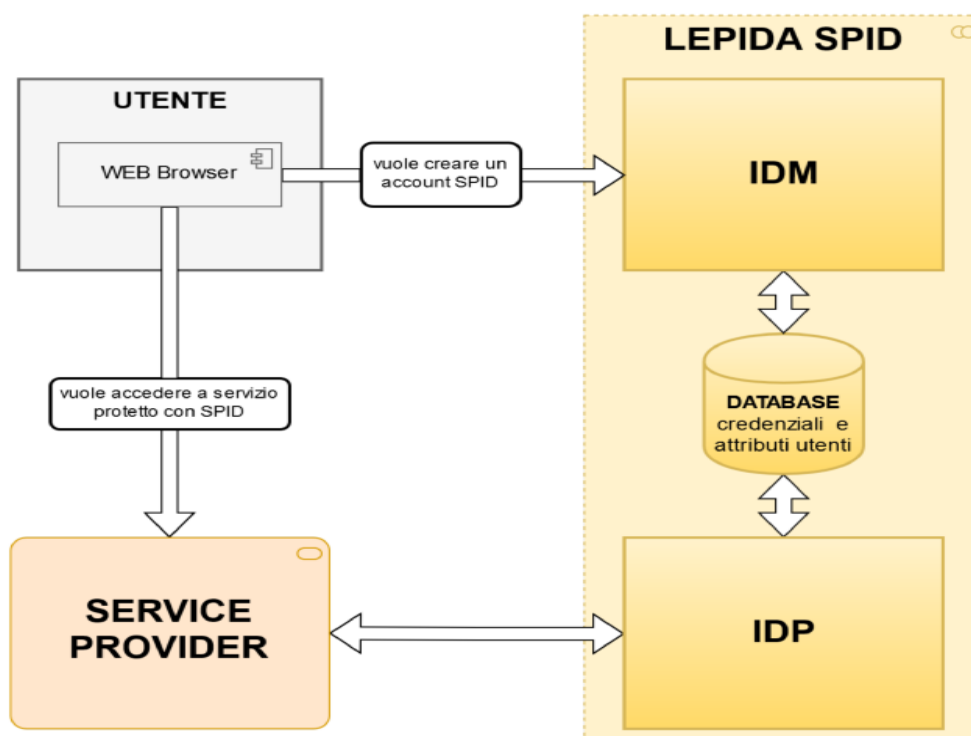 LEPIDA SPID
UTENTE
WEB Browser
vuole creare un
account SPID
IDM
vuole accedere a servizio
protetto con SPID
DATABASE
credenziali e
attributi utenti
SERVICE
PROVIDER
IDP